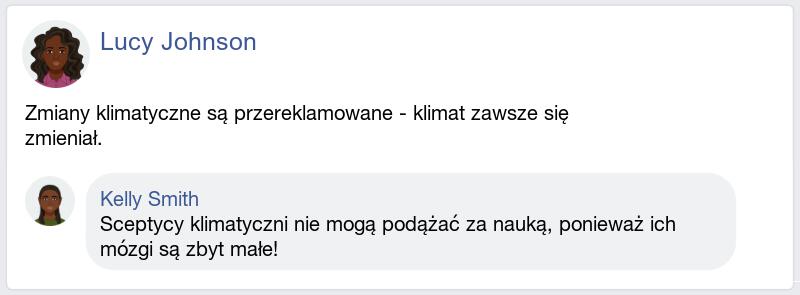 Lucy Johnson
Zmiany klimatyczne są przereklamowane - klimat zawsze się
zmieniał.
Kelly Smith
Sceptycy klimatyczni nie mogą podążać za nauką, ponieważ ich
mózgi są zbyt małe!